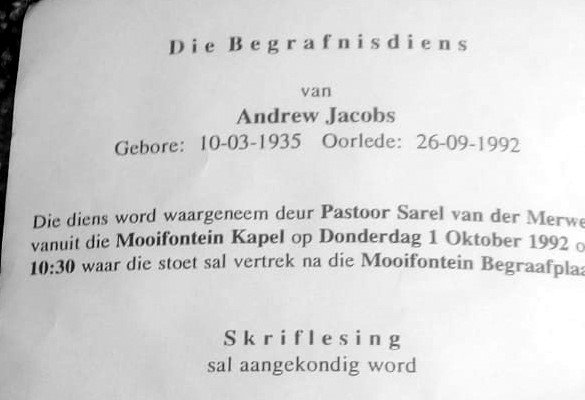 Die Begrafnisdiens
van
Andrew Jacobs
Gebore: 10-03-1935 Oorlede: 26-09-1992
Die diens word waargeneem deur Pastoor Sarel van der Merwe
vanuit die Mooifontein Kapel op Donderdag 1 Oktober 1992 o
10:30 waar die stoet sal vertrek na die Mooifontein Begraafplaa
Skriflesing
sal aangekondig word